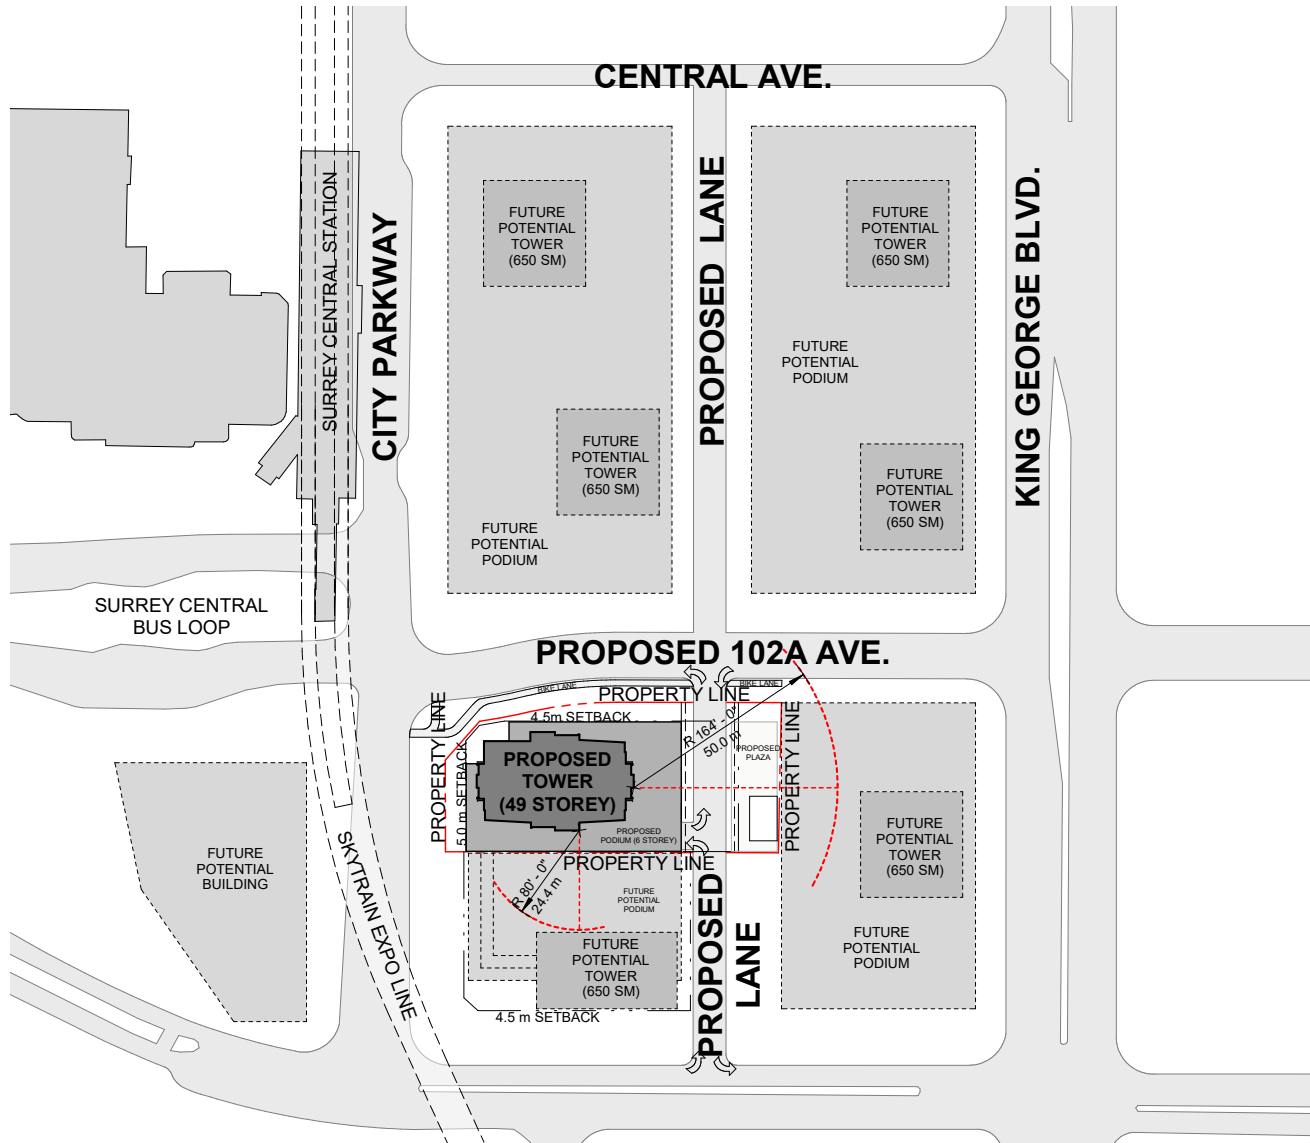 CENTRAL AVE.
SURREY CENTRAL STATION
CITY PARKWAY
FUTURE
POTENTIAL
TOWER
(650 SM)
PROPOSED LANE
FUTURE
POTENTIAL
TOWER
(650 SM)
KING GEORGE BLVD.
FUTURE
POTENTIAL
PODIUM
FUTURE
POTENTIAL
TOWER
(650 SM)
FUTURE
POTENTIAL
TOWER
(650 SM)
FUTURE
POTENTIAL
PODIUM
SURREY CENTRAL
BUS LOOP
PROPOSED 102A AVE.
BIKE LANE
BIKE LANE
PROPERTY LINE
PROPERTY LINE
4.5m SETBACK
R 164' - 0"
50.0 m
PROPOSED
PLAZA
PROPERTY LINE
5.0 m SETBACK
PROPOSED
TOWER
(49 STOREY)
PROPOSED
PODIUM (6 STOREY)
PROPERTY LINE
FUTURE
POTENTIAL
TOWER
(650 SM)
SKYTRAIN EXPO LINE
FUTURE
POTENTIAL
BUILDING
R 80' - 0"
24.4 m
FUTURE
POTENTIAL
PODIUM
PROPOSED
LANE
FUTURE
POTENTIAL
PODIUM
FUTURE
POTENTIAL
TOWER
(650 SM)
4.5 m SETBACK